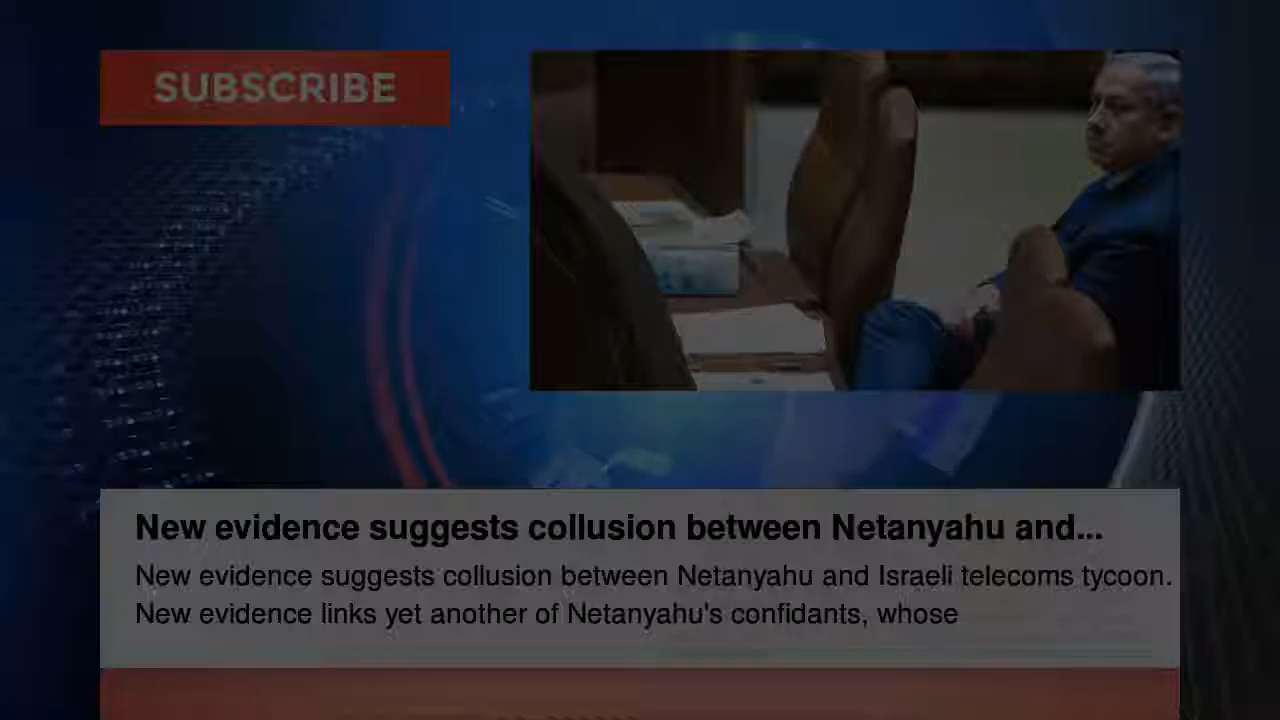 SUBSCRIBE
New evidence suggests collusion between Netanyahu and...
New evidence suggests collusion between Netanyahu and Israeli telecoms tycoon.
New evidence links yet another of Netanyahu's confidants, whose